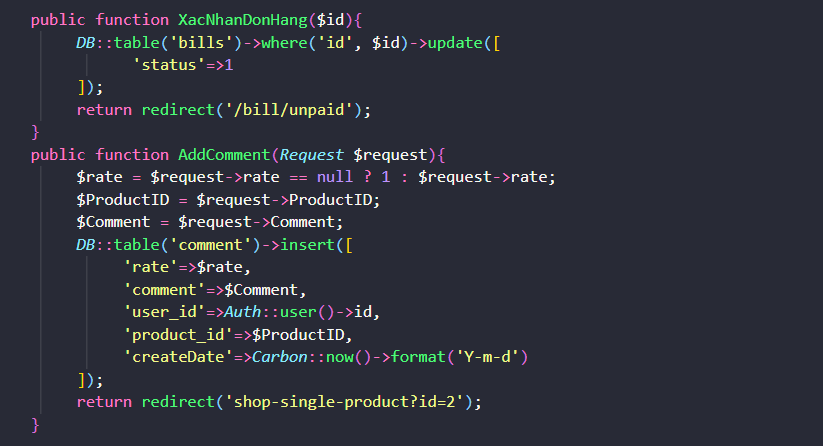 public function XacNhanDonHang($id){
DB::table('bills')->where('id', $id)->update([
'status'=>1
]);
return redirect('/bill/unpaid');
}
public function AddComment(Request $request){
$rate = $request->rate == null ? 1 : $request->rate;
$ProductID = $request->ProductID;
$Comment = $request->Comment;
DB::table('comment')->insert([
'rate'=>$rate,
'comment'=>$Comment,
'user_id'=>Auth::user()->id,
'product_id'=>$ProductID,
'createDate'=>Carbon::now()->format('Y-m-d')
]);
return redirect('shop-single-product?id=2');
}